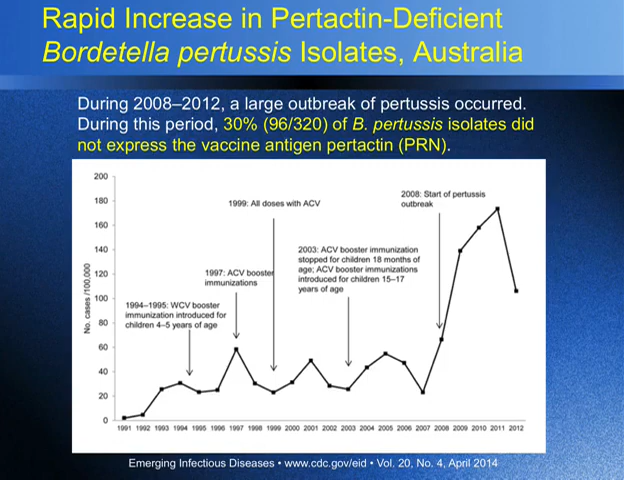 Rapid Increase in Pertactin-Deficient
Bordetella pertussis Isolates, Australia
During 2008–2012, a large outbreak of pertussis occurred.
During this period, 30% (96/320) of B. pertussis isolates did
not express the vaccine antigen pertactin (PRN).
No. cases /100,000
200
180
160
140
120
100
80
60
40
20
0
1994–1995: WCV booster
immunization introduced for
children 4–5 years of age
1997: ACV booster
immunizations
1999: All doses with ACV
2003: ACV booster immunization
stopped for children 18 months of
age; ACV booster immunizations
introduced for children 15–17
years of age
2008: Start of pertussis
outbreak
1991 1992 1993 1994 1995 1996 1997 1998 1999 2000 2001 2002 2003 2004 2005 2006 2007 2008 2009 2010 2011 2012
Emerging Infectious Diseases • www.cdc.gov/eid • Vol. 20, No. 4, April 2014